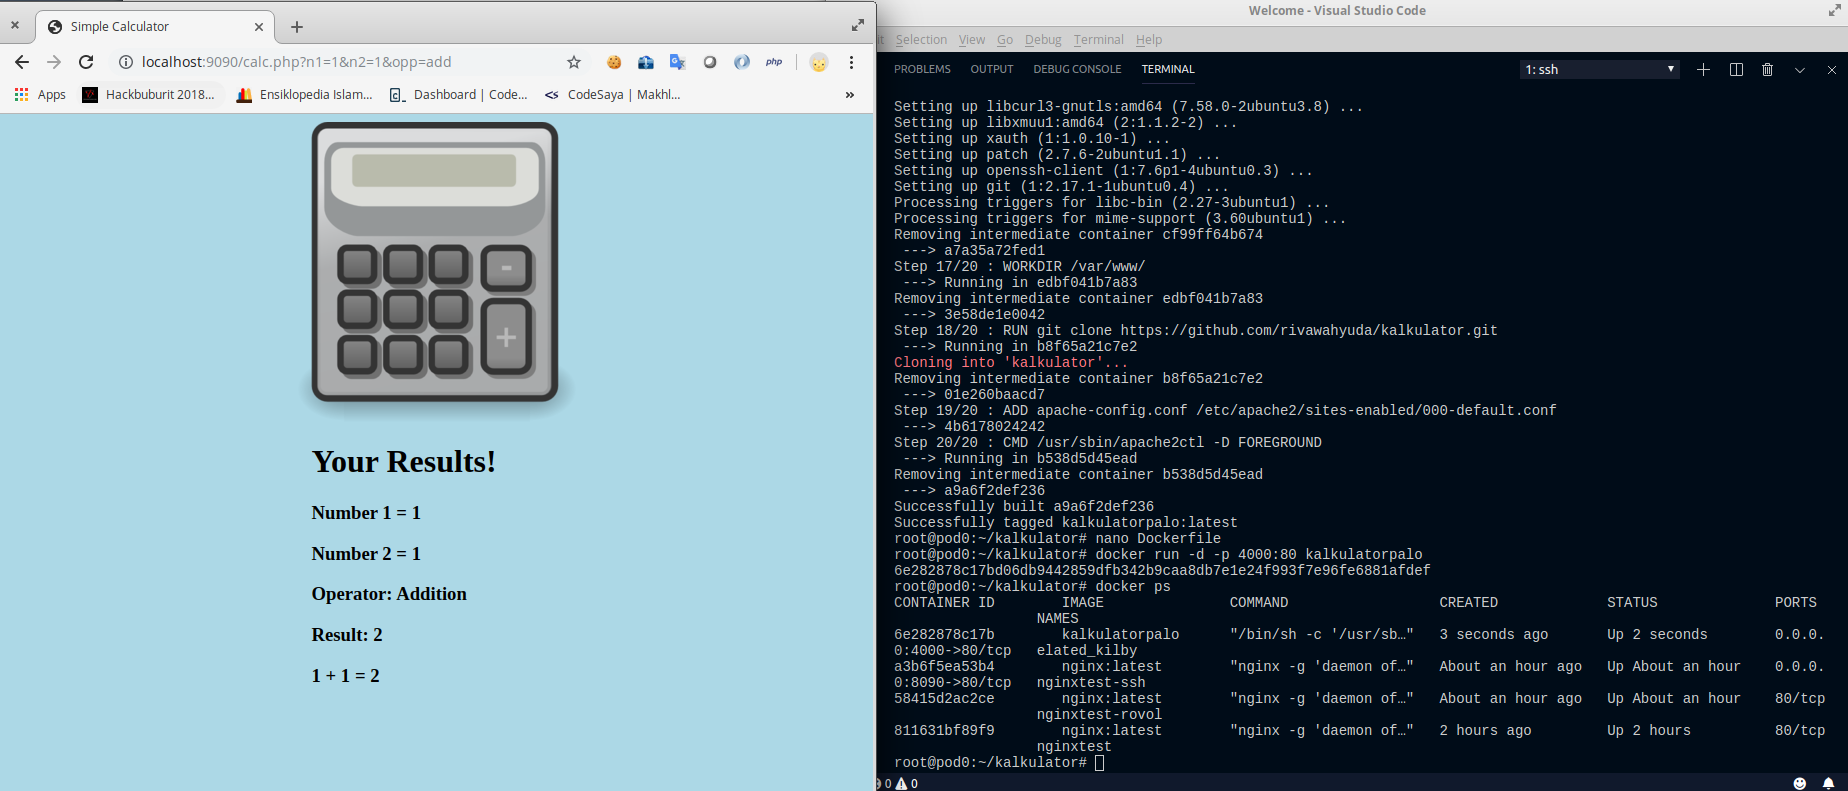 Simple Calculator
localhost:9090/calc.php?n1=1&n2=1&opp=add
php
Apps Hackbuburit 2018... Ensiklopedia Islam... Dashboard | Code... CodeSaya | Makhl... »
- 
+
Your Results!
Number 1 = 1
Number 2 = 1
Operator: Addition
Result: 2
1 + 1 = 2
Welcome - Visual Studio Code
it Selection View Go Debug Terminal Help
PROBLEMS OUTPUT DEBUG CONSOLE TERMINAL 1: ssh
Setting up libcurl3-gnutls:amd64 (7.58.0-2ubuntu3.8) ...
Setting up libxmuu1:amd64 (2:1.1.2-2) ...
Setting up xauth (1:1.0.10-1) ...
Setting up patch (2.7.6-2ubuntu1.1) ...
Setting up openssh-client (1:7.6p1-4ubuntu0.3) ...
Setting up git (1:2.17.1-1ubuntu0.4) ...
Processing triggers for libc-bin (2.27-3ubuntu1) ...
Processing triggers for mime-support (3.60ubuntu1) ...
Removing intermediate container cf99ff64b674
 ---> a7a35a72fed1
Step 17/20 : WORKDIR /var/www/
 ---> Running in edbf041b7a83
Removing intermediate container edbf041b7a83
 ---> 3e58de1e0042
Step 18/20 : RUN git clone https://github.com/rivawahyuda/kalkulator.git
 ---> Running in b8f65a21c7e2
Cloning into 'kalkulator'...
Removing intermediate container b8f65a21c7e2
 ---> 01e260baacd7
Step 19/20 : ADD apache-config.conf /etc/apache2/sites-enabled/000-default.conf
 ---> 4b6178024242
Step 20/20 : CMD /usr/sbin/apache2ctl -D FOREGROUND
 ---> Running in b538d5d45ead
Removing intermediate container b538d5d45ead
 ---> a9a6f2def236
Successfully built a9a6f2def236
Successfully tagged kalkulatorpalo:latest
root@pod0:~/kalkulator# nano Dockerfile
root@pod0:~/kalkulator# docker run -d -p 4000:80 kalkulatorpalo
6e282878c17bd06db9442859dfb342b9caa8db7e1e24f993f7e96fe6881afdef
root@pod0:~/kalkulator# docker ps
CONTAINER ID IMAGE COMMAND CREATED STATUS PORTS
NAMES
6e282878c17b kalkulatorpalo "/bin/sh -c '/usr/sb…" 3 seconds ago Up 2 seconds 0.0.0.
0:4000->80/tcp elated_kilby
a3b6f5ea53b4 nginx:latest "nginx -g 'daemon of…" About an hour ago Up About an hour 0.0.0.
0:8090->80/tcp nginxtest-ssh
58415d2ac2ce nginx:latest "nginx -g 'daemon of…" About an hour ago Up About an hour 80/tcp
nginxtest-rovol
811631bf89f9 nginx:latest "nginx -g 'daemon of…" 2 hours ago Up 2 hours 80/tcp
nginxtest
root@pod0:~/kalkulator#
0 0